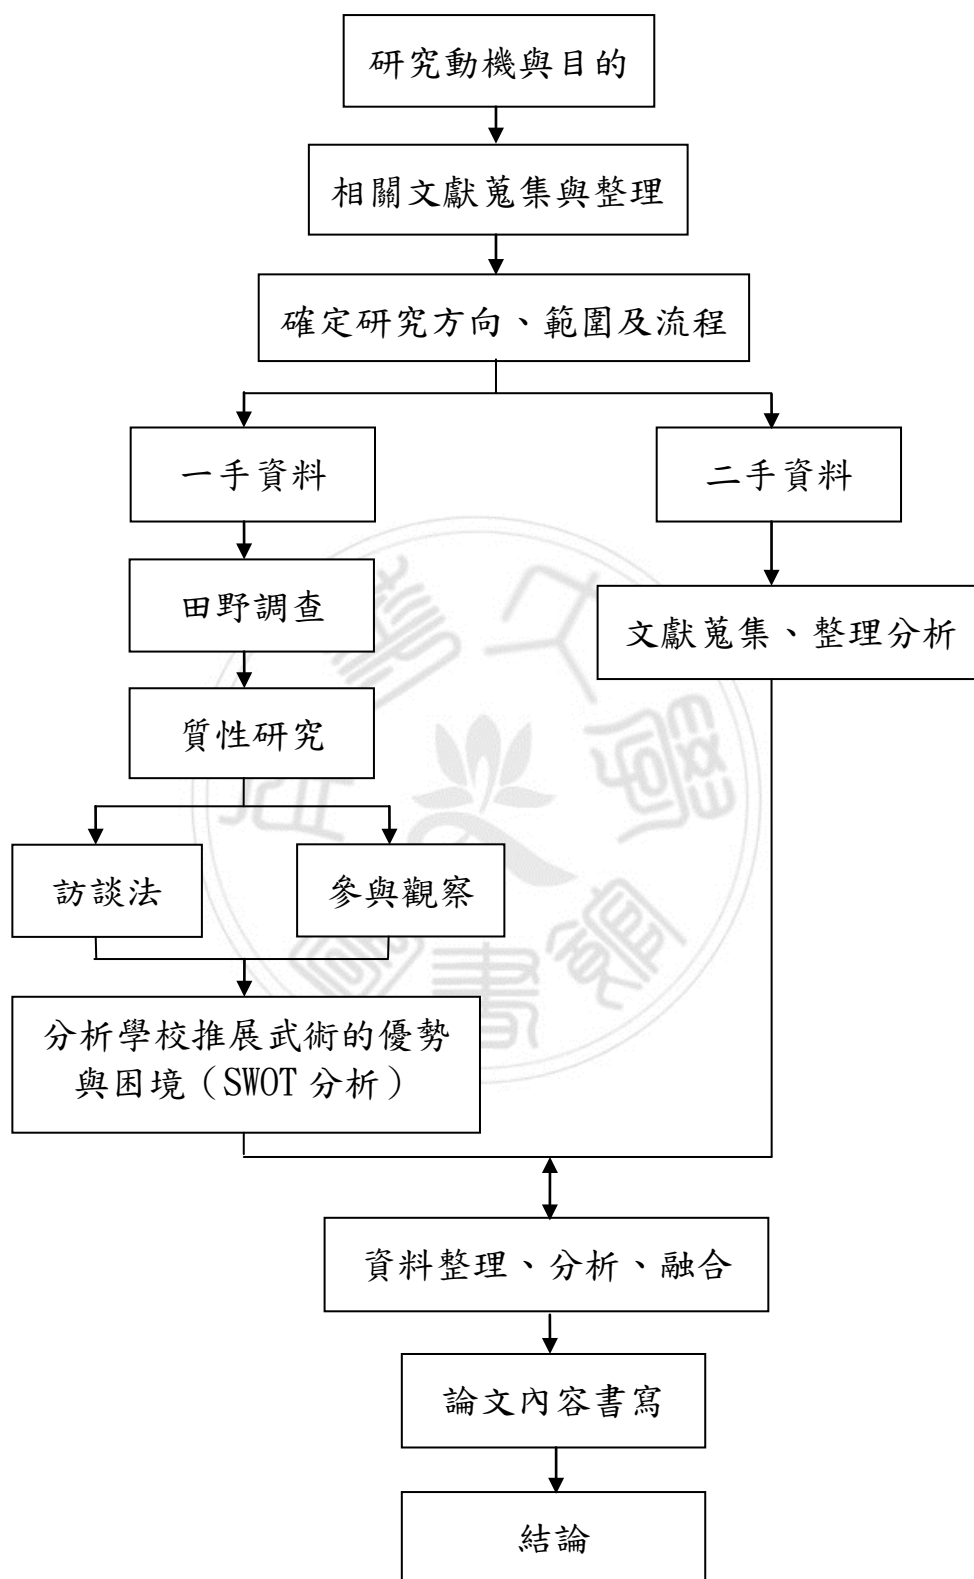 研究動機與目的
相關文獻蒐集與整理
確定研究方向、範圍及流程
一手資料
二手資料
田野調查
文獻蒐集、整理分析
質性研究
訪談法
參與觀察
分析學校推展武術的優勢
與困境（SWOT 分析）
資料整理、分析、融合
論文內容書寫
結論